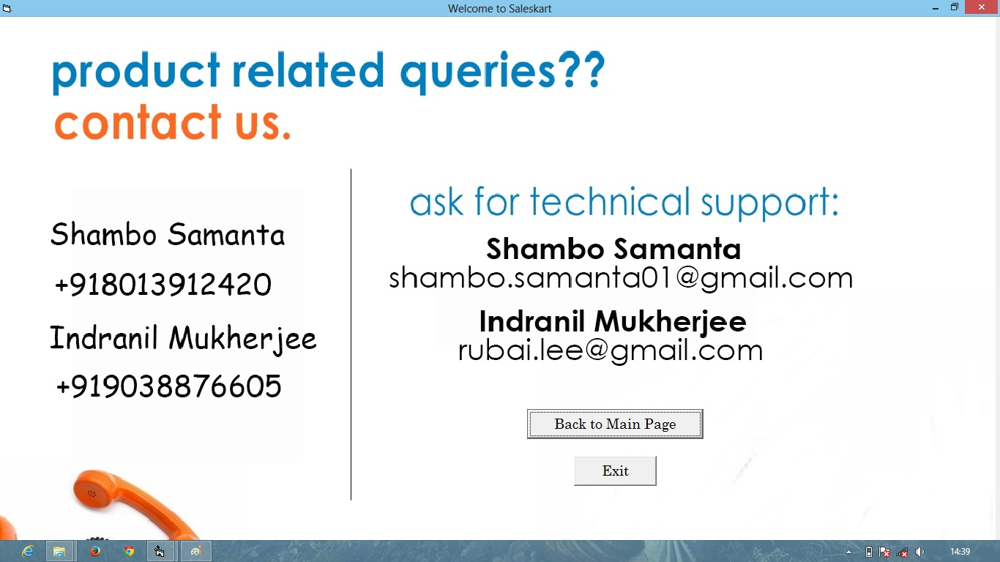 Welcome to Saleskart
product related queries??
contact us.
Shambo Samanta
+918013912420
Indranil Mukherjee
+919038876605
ask for technical support:
Shambo Samanta
shambo.samanta01@gmail.com
Indranil Mukherjee
rubai.lee@gmail.com
Back to Main Page
Exit
14:39